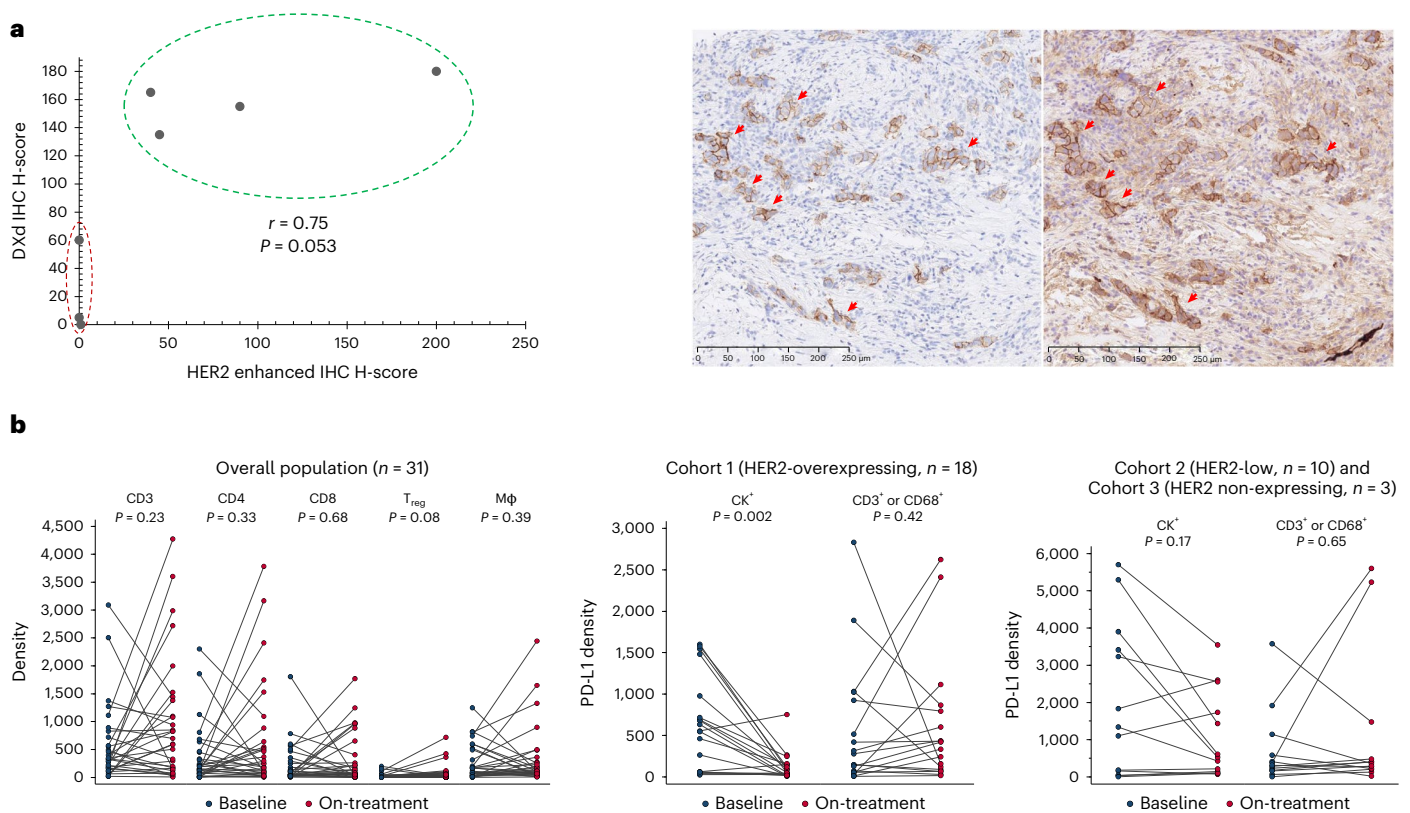 a
DXd IHC H-score
180
160
140
120
100
80
60
40
20
0
r = 0.75
P = 0.053
0 50 100 150 200 250
HER2 enhanced IHC H-score
0 50 100 150 200 250 µm
0 50 100 150 200 250 µm
b
Overall population (n = 31)
CD3 CD4 CD8 Treg Mϕ
P = 0.23 P = 0.33 P = 0.68 P = 0.08 P = 0.39
Density
4,500
4,000
3,500
3,000
2,500
2,000
1,500
1,000
500
0
Baseline On-treatment
Cohort 1 (HER2-overexpressing, n = 18)
CK+ CD3+ or CD68+
P = 0.002 P = 0.42
PD-L1 density
3,000
2,500
2,000
1,500
1,000
500
0
Baseline On-treatment
Cohort 2 (HER2-low, n = 10) and
Cohort 3 (HER2 non-expressing, n = 3)
CK+ CD3+ or CD68+
P = 0.17 P = 0.65
PD-L1 density
6,000
5,000
4,000
3,000
2,000
1,000
0
Baseline On-treatment